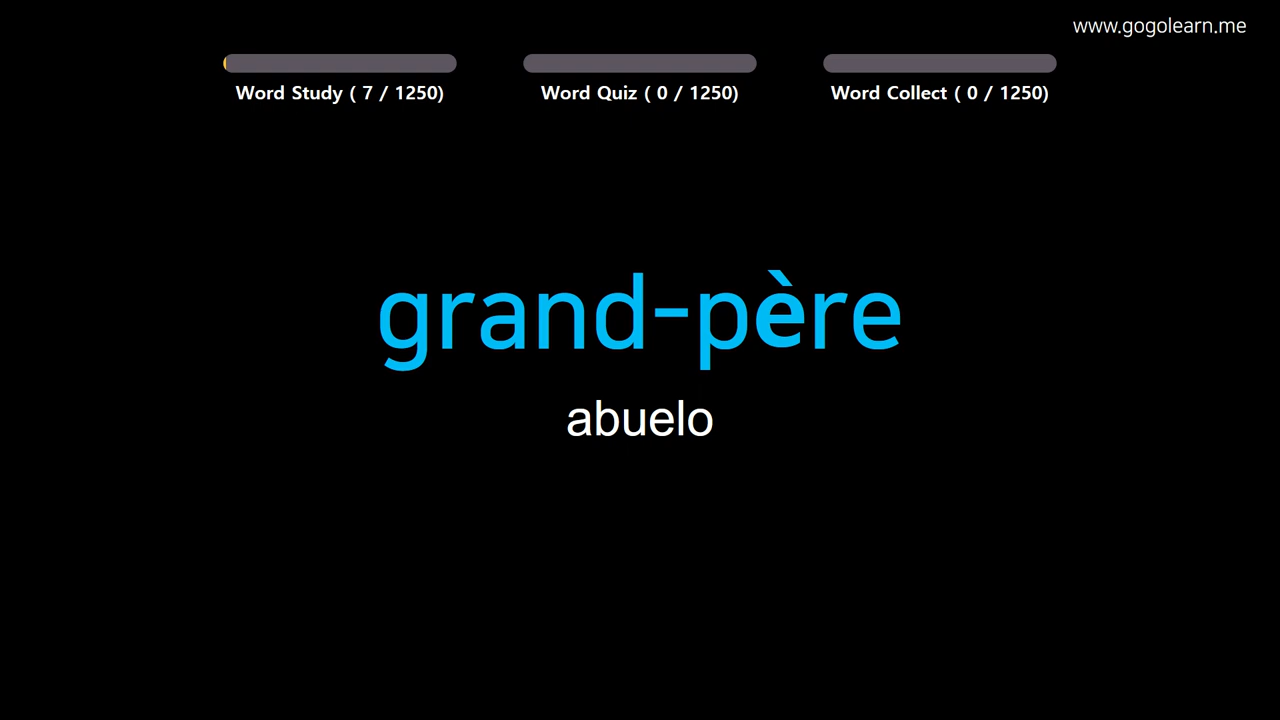 www.gogolearn.me
Word Study ( 7 / 1250)
Word Quiz ( 0 / 1250)
Word Collect ( 0 / 1250)
grand-père
abuelo